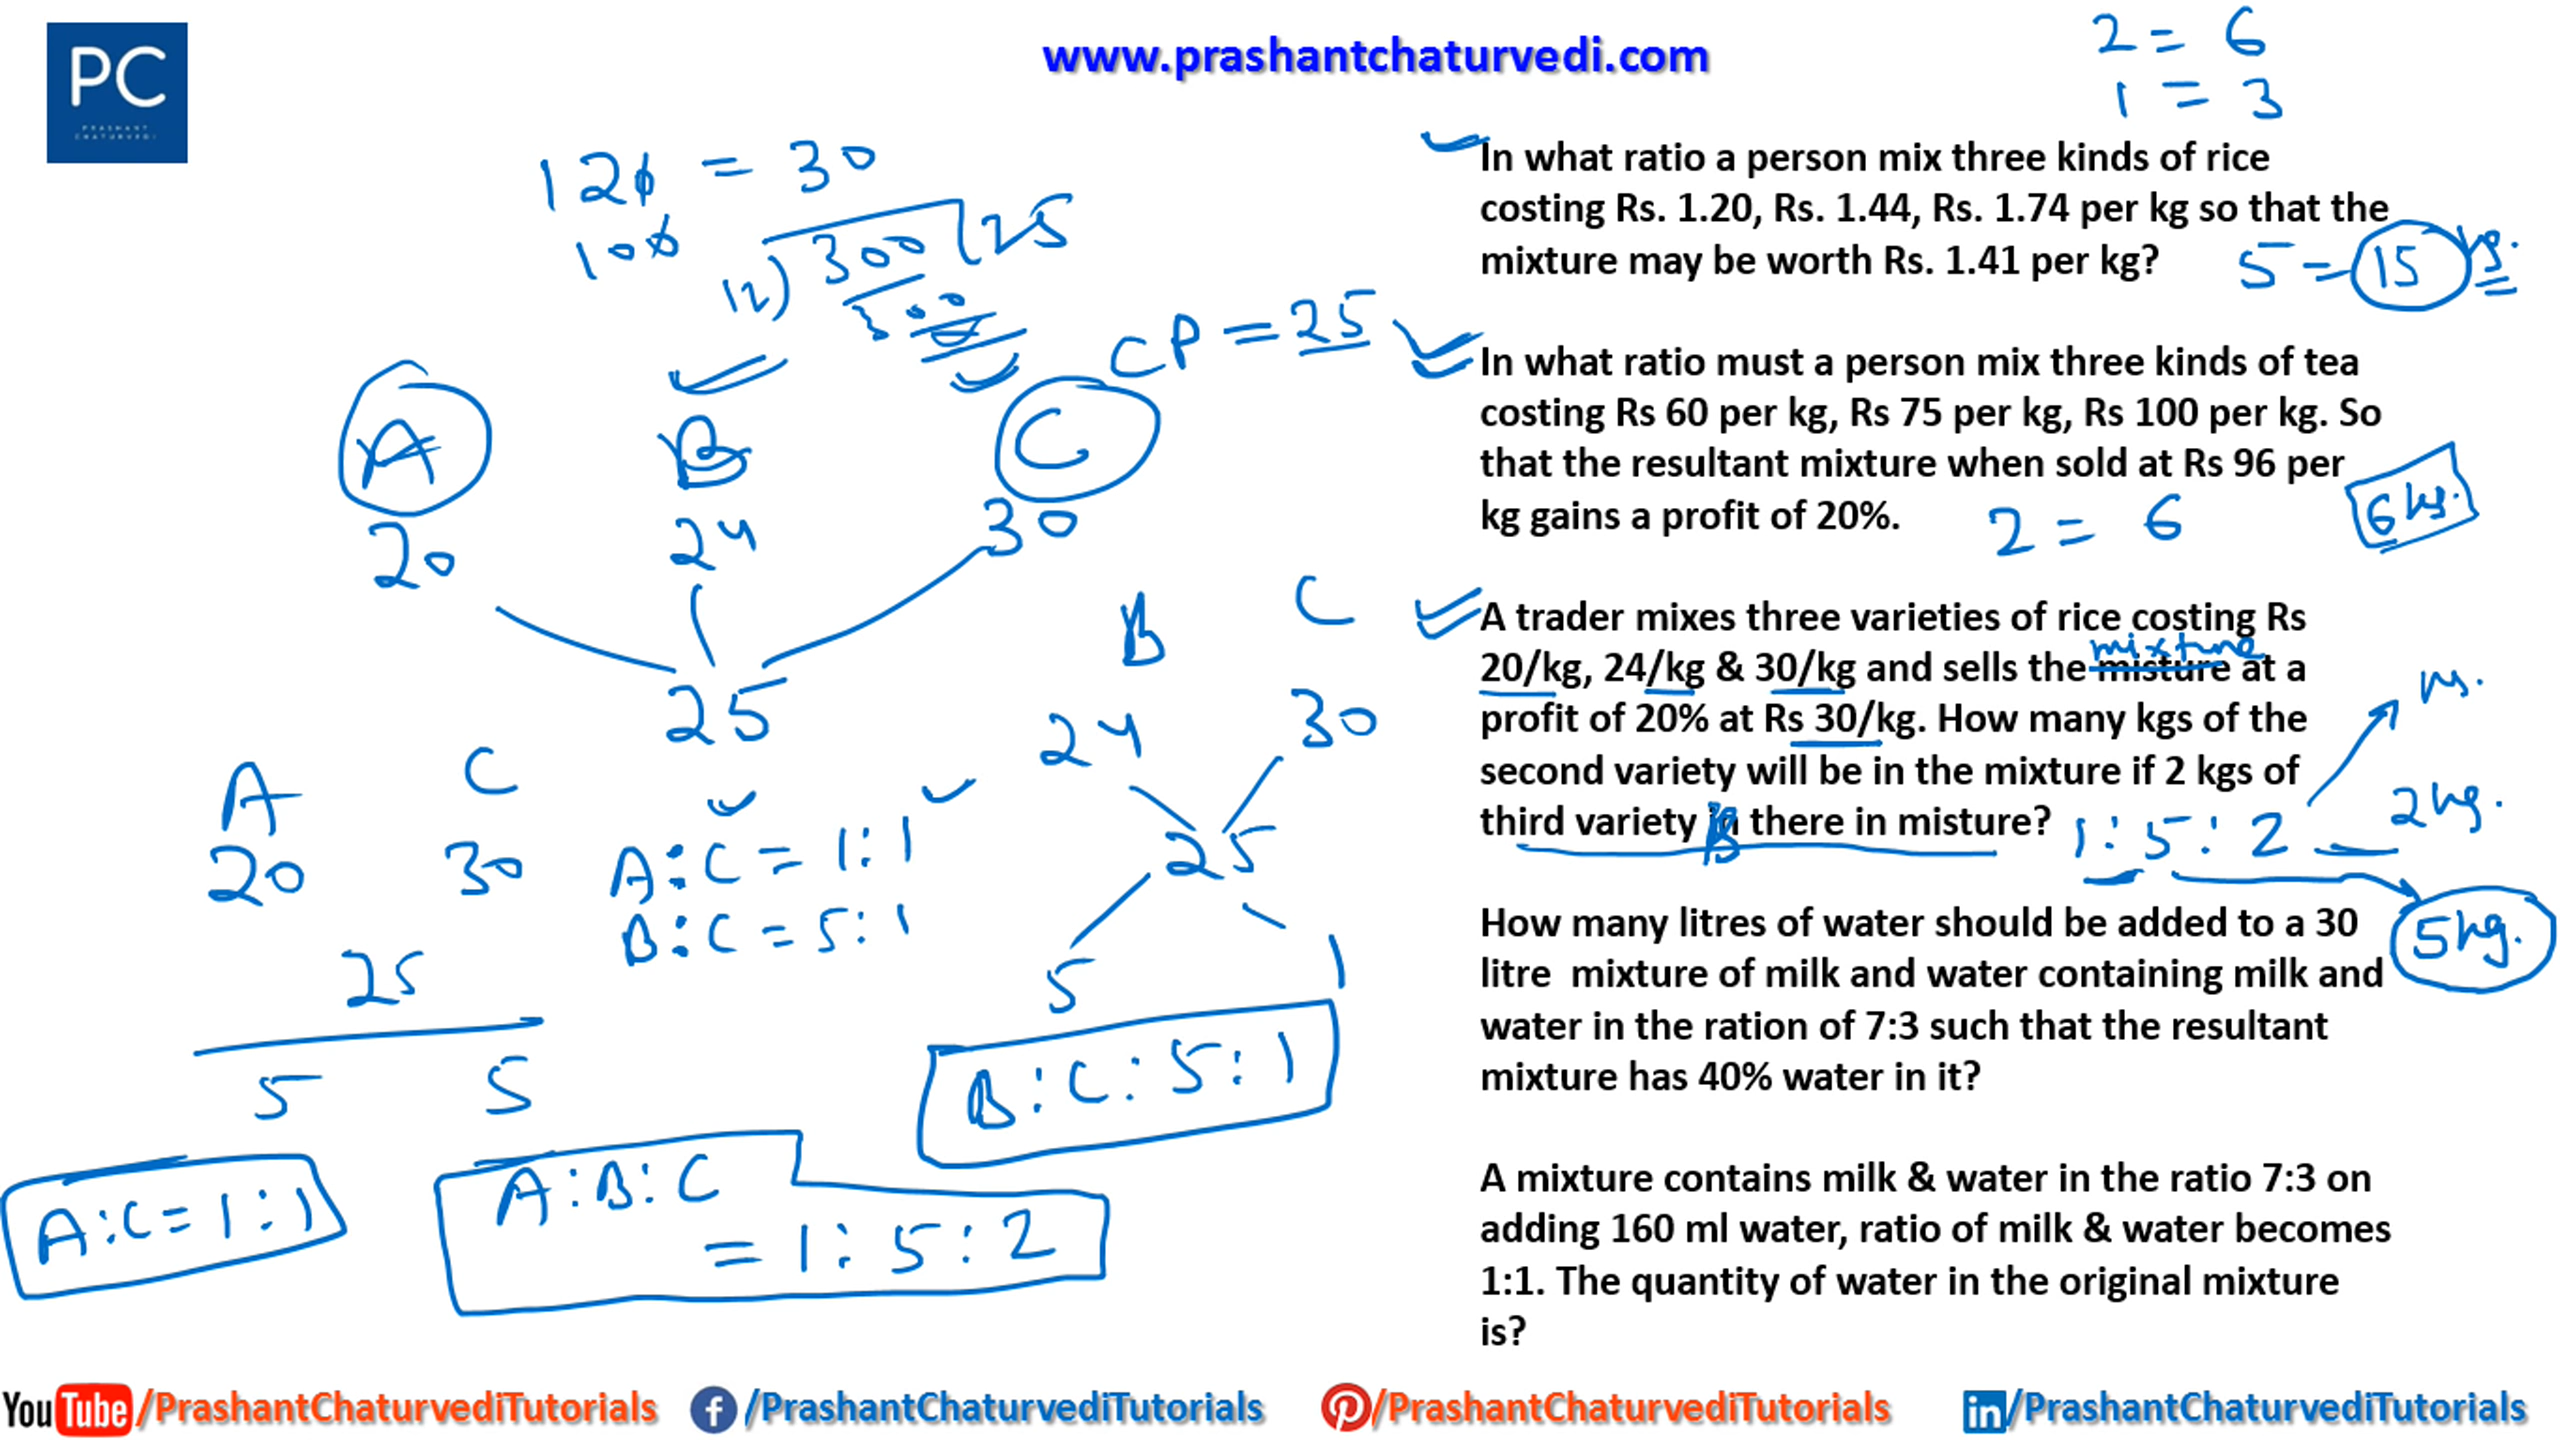 PC
PRASHANT
CHATURVEDI
www.prashantchaturvedi.com
2 = 6
1 = 3
120 = 30
100
12) 300 (25
300
CP = 25
A
B
C
20
24
30
25
A
C
20
30
25
5
5
A:C = 1:1
A:C = 1:1
B:C = 5:1
B
C
24
30
25
5
1
B:C:5:1
A:B:C
= 1:5:2
In what ratio a person mix three kinds of rice
costing Rs. 1.20, Rs. 1.44, Rs. 1.74 per kg so that the
mixture may be worth Rs. 1.41 per kg?
5 = 15 kg.
In what ratio must a person mix three kinds of tea
costing Rs 60 per kg, Rs 75 per kg, Rs 100 per kg. So
that the resultant mixture when sold at Rs 96 per
kg gains a profit of 20%.
2 = 6
6
A trader mixes three varieties of rice costing Rs
mixture
20/kg, 24/kg & 30/kg and sells the misture at a
profit of 20% at Rs 30/kg. How many kgs of the
second variety will be in the mixture if 2 kgs of
third variety there in misture?
1:5:2
2kg.
5kg.
How many litres of water should be added to a 30
litre mixture of milk and water containing milk and
water in the ration of 7:3 such that the resultant
mixture has 40% water in it?
A mixture contains milk & water in the ratio 7:3 on
adding 160 ml water, ratio of milk & water becomes
1:1. The quantity of water in the original mixture
is?
YouTube/PrashantChaturvediTutorials
/PrashantChaturvediTutorials
/PrashantChaturvediTutorials
in/PrashantChaturvediTutorials